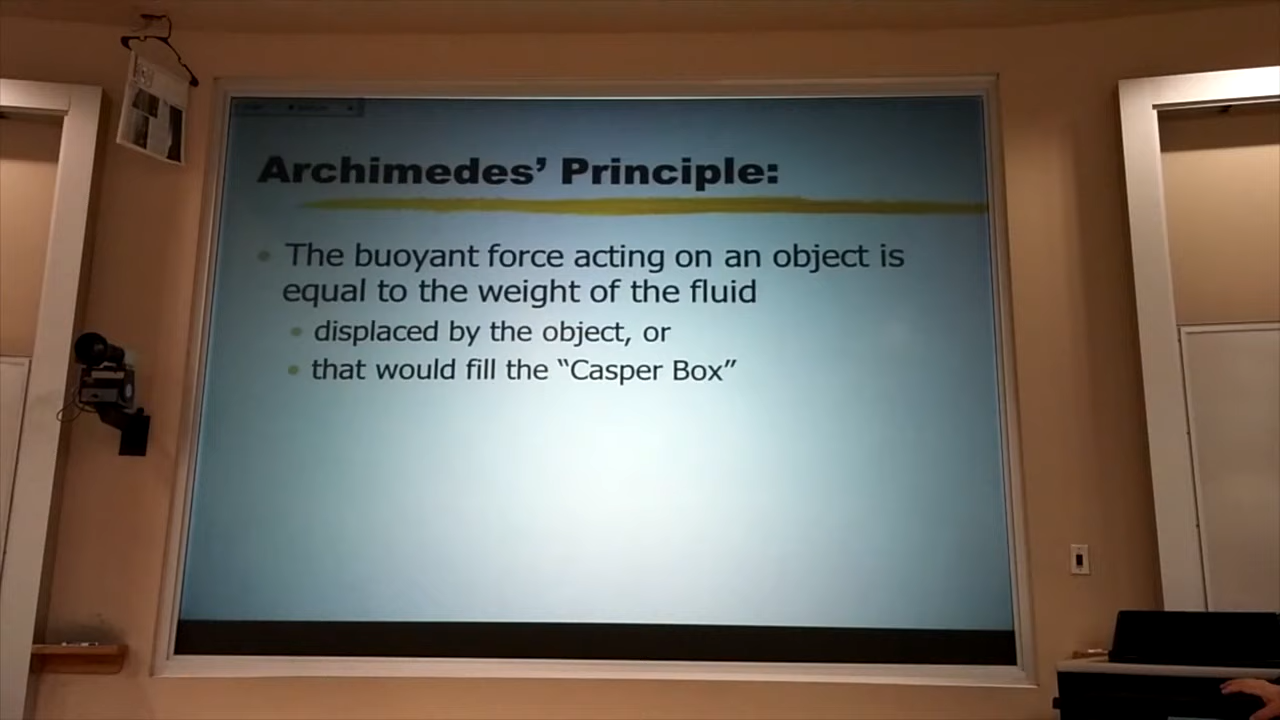 Archimedes’ Principle:
The buoyant force acting on an object is
equal to the weight of the fluid
displaced by the object, or
that would fill the “Casper Box”